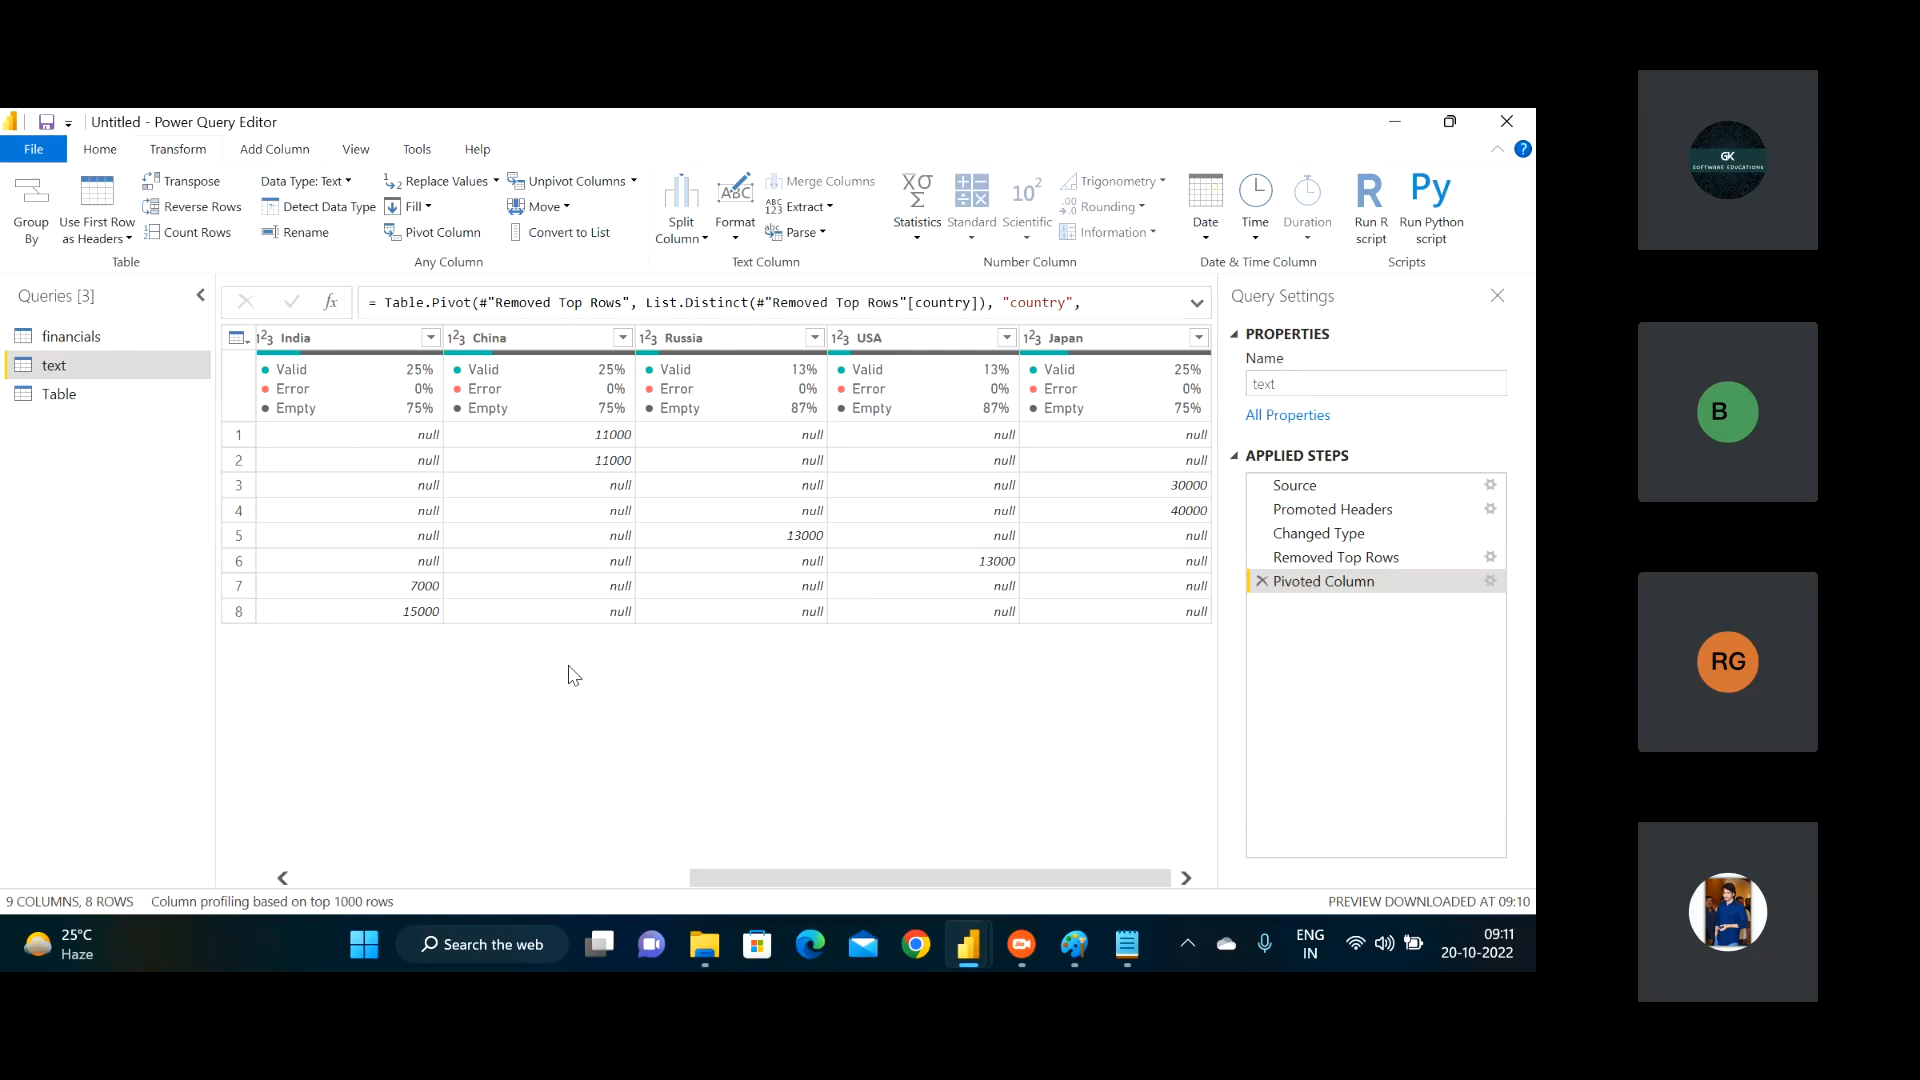 Untitled - Power Query Editor
File Home Transform Add Column View Tools Help ?
Group By
Use First Row as Headers
Transpose
Reverse Rows
Count Rows
Table
Data Type: Text
Detect Data Type
Rename
Replace Values
Fill
Pivot Column
Unpivot Columns
Move
Convert to List
Any Column
Split Column
Format
Merge Columns
Extract
Parse
Text Column
Statistics
Standard
Scientific
Trigonometry
Rounding
Information
Number Column
Date
Time
Duration
Date & Time Column
Run R script
Run Python script
Scripts
Queries [3]
financials
text
Table
fx = Table.Pivot(#"Removed Top Rows", List.Distinct(#"Removed Top Rows"[country]), "country",
India China Russia USA Japan
Valid 25% Valid 25% Valid 13% Valid 13% Valid 25%
Error 0% Error 0% Error 0% Error 0% Error 0%
Empty 75% Empty 75% Empty 87% Empty 87% Empty 75%
1 null 11000 null null null
2 null 11000 null null null
3 null null null null 30000
4 null null null null 40000
5 null null 13000 null null
6 null null null 13000 null
7 7000 null null null null
8 15000 null null null null
Query Settings
PROPERTIES
Name
text
All Properties
APPLIED STEPS
Source
Promoted Headers
Changed Type
Removed Top Rows
Pivoted Column
9 COLUMNS, 8 ROWS Column profiling based on top 1000 rows PREVIEW DOWNLOADED AT 09:10
25°C
Haze
Search the web
ENG
IN
09:11
20-10-2022
GK
SOFTWARE EDUCATIONS
B
RG